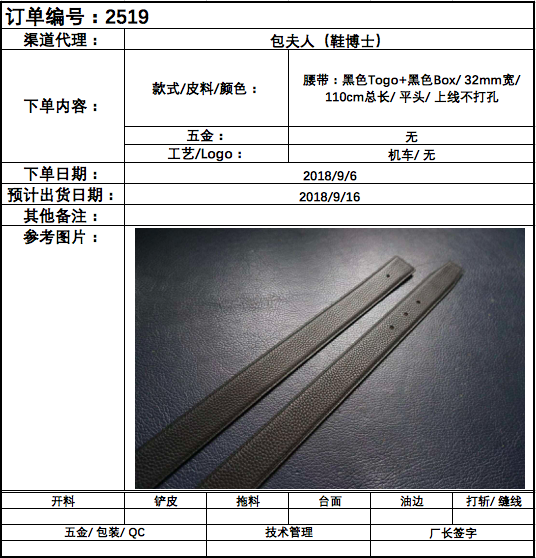 订单编号：2519
渠道代理： 包夫人（鞋博士）
下单内容： 款式/皮料/颜色： 腰带：黑色Togo+黑色Box/ 32mm宽/
110cm总长/ 平头/ 上线不打孔
五金： 无
工艺/Logo： 机车/ 无
下单日期： 2018/9/6
预计出货日期： 2018/9/16
其他备注：
参考图片：
开料 铲皮 拖料 台面 油边 打斩/ 缝线
五金/ 包装/ QC 技术管理 厂长签字